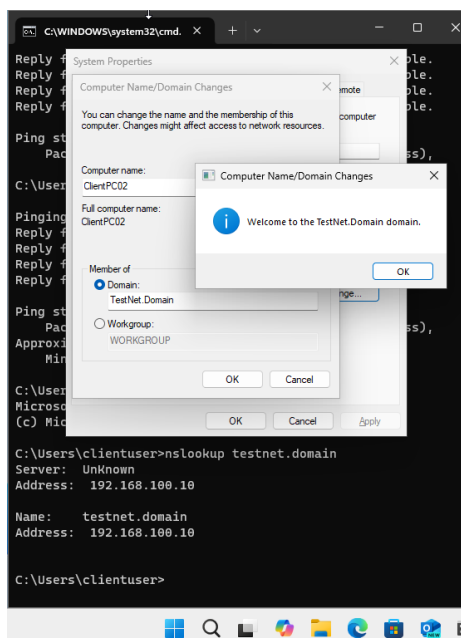 C:\WINDOWS\system32\cmd.
Reply f
Reply f
Reply f
Reply f
ple.
ple.
ple.
ple.
Ping st
Pac
ss),
C:\User
Pinging
Reply f
Reply f
Reply f
Reply f
Ping st
Pac
ss),
Approxi
Min
C:\User
Microso
(c) Mic
System Properties
emote
computer
nge...
OK
Cancel
Apply
Computer Name/Domain Changes
You can change the name and the membership of this
computer. Changes might affect access to network resources.
Computer name:
ClientPC02
Full computer name:
ClientPC02
Member of
Domain:
TestNet.Domain
Workgroup:
WORKGROUP
OK
Cancel
Computer Name/Domain Changes
Welcome to the TestNet.Domain domain.
OK
C:\Users\clientuser>nslookup testnet.domain
Server: UnKnown
Address: 192.168.100.10
Name: testnet.domain
Address: 192.168.100.10
C:\Users\clientuser>